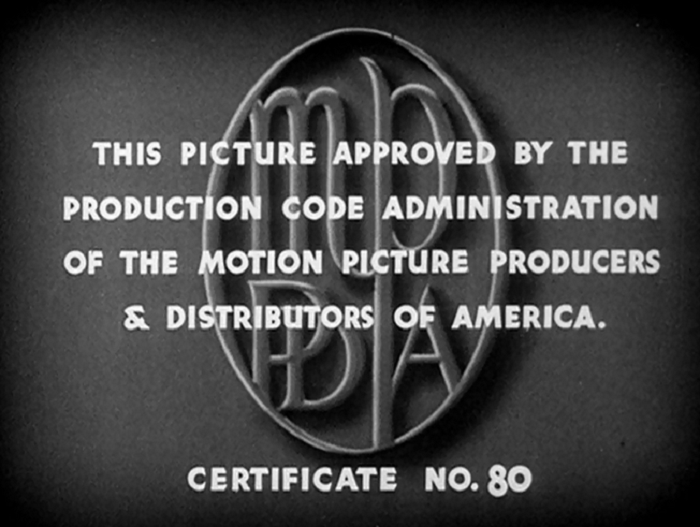 THIS PICTURE APPROVED BY THE
PRODUCTION CODE ADMINISTRATION
OF THE MOTION PICTURE PRODUCERS
& DISTRIBUTORS OF AMERICA.
MPPDA
CERTIFICATE NO. 80